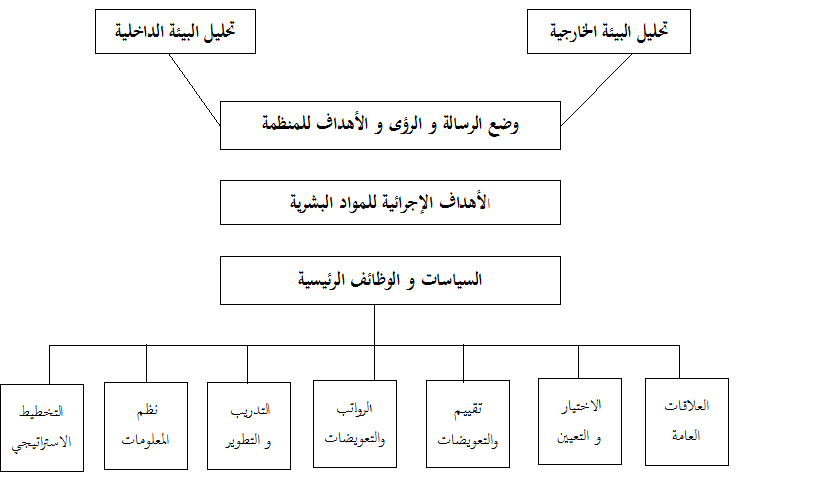 تحليل البيئة الخارجية
تحليل البيئة الداخلية
وضع الرسالة و الرؤى و الأهداف للمنظمة
الأهداف الإجرائية للمواد البشرية
السياسات و الوظائف الرئيسية
العلاقات
العامة
الاختيار
و التعيين
تقييم
والتعويضات
الرواتب
والتعويضات
التدريب
و التطوير
نظم
المعلومات
التخطيط
الاستراتيجي